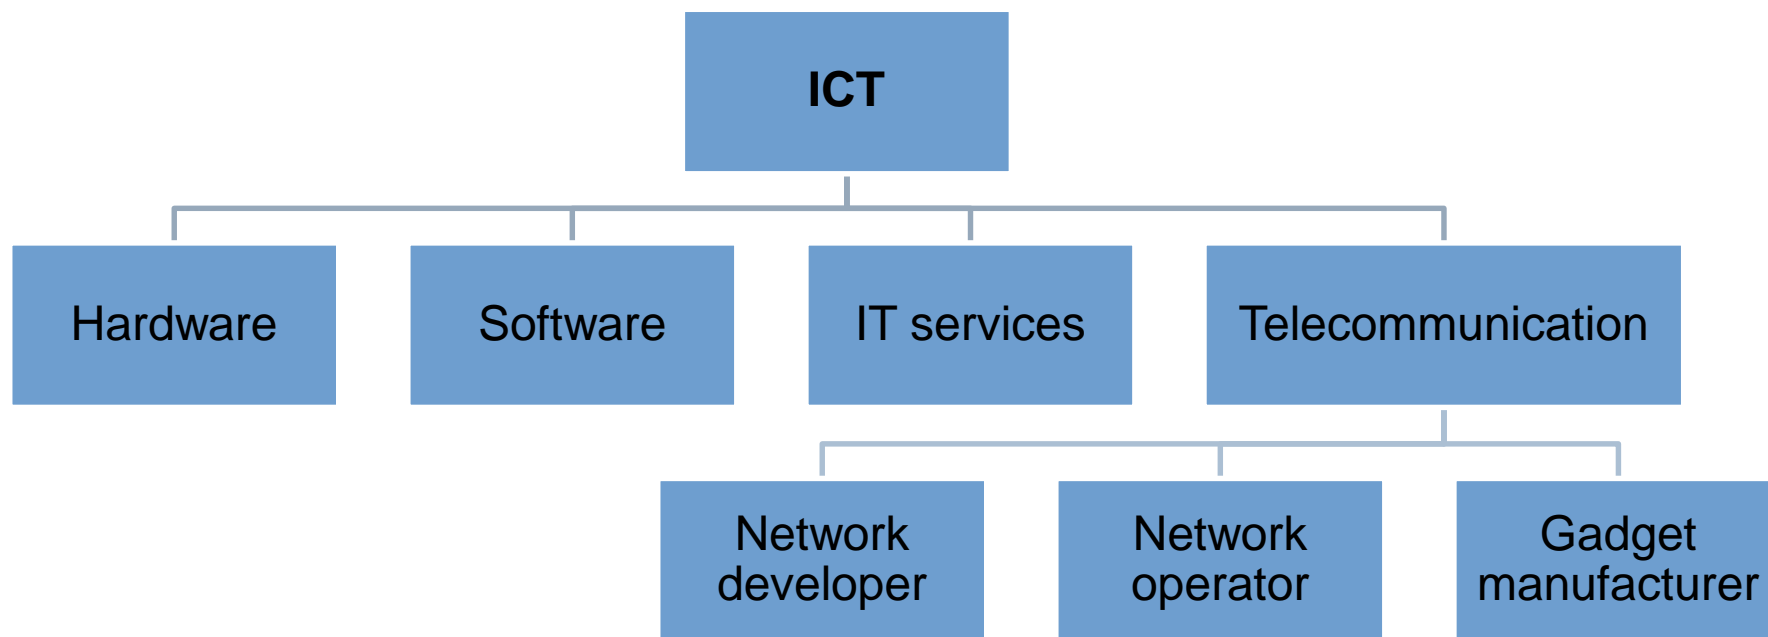 ICT
Hardware
Software
IT services
Telecommunication
Network
developer
Network
operator
Gadget
manufacturer